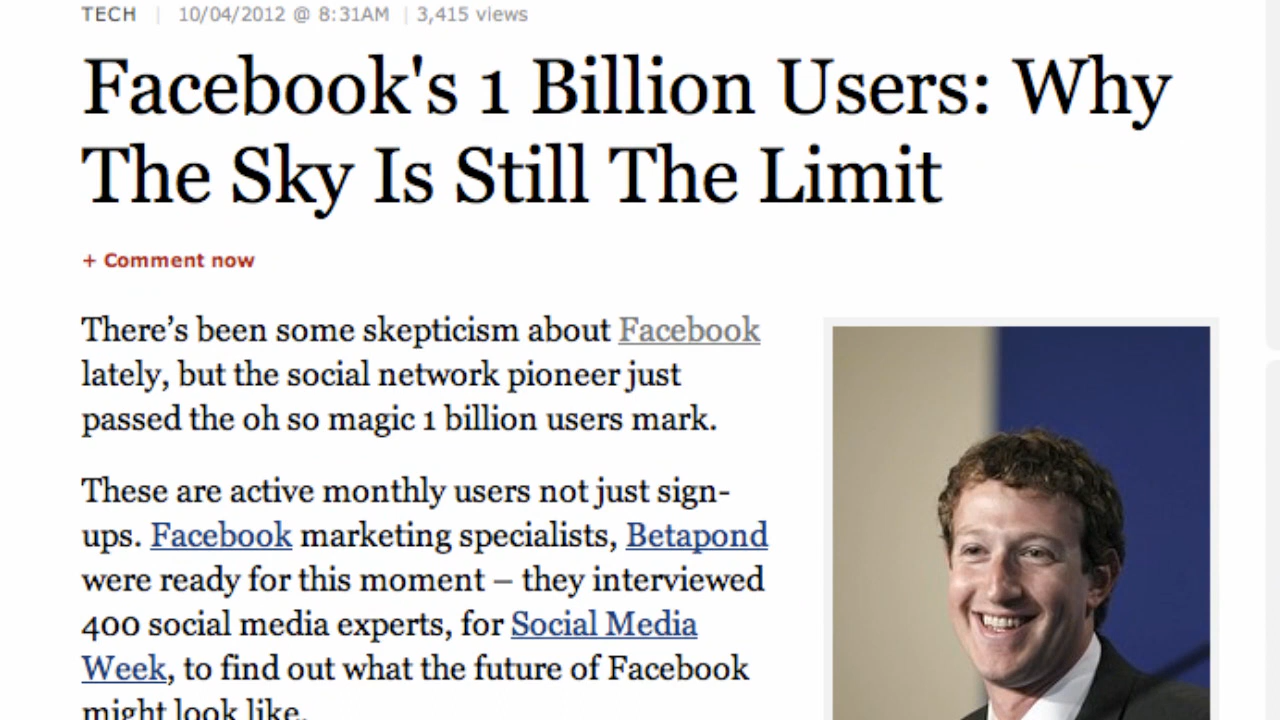 TECH | 10/04/2012 @ 8:31AM | 3,415 views
Facebook's 1 Billion Users: Why
The Sky Is Still The Limit
+ Comment now
There’s been some skepticism about Facebook
lately, but the social network pioneer just
passed the oh so magic 1 billion users mark.
These are active monthly users not just sign-
ups. Facebook marketing specialists, Betapond
were ready for this moment – they interviewed
400 social media experts, for Social Media
Week, to find out what the future of Facebook
might look like.